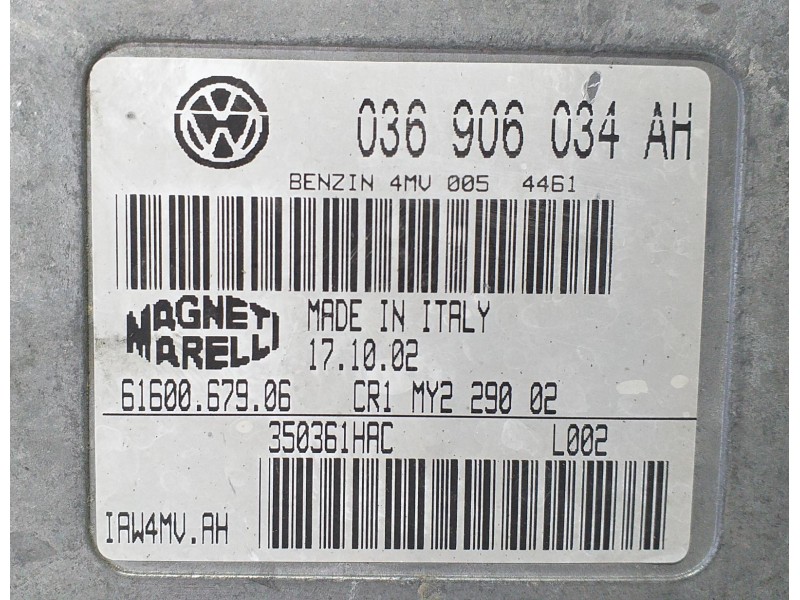 036 906 034 AH
BENZIN 4MV 005 4461
MAGNETI MADE IN ITALY
MARELLI 17.10.02
61600.679.06 CR1 MY2 290 02
350361HAC L002
IAW4MV.AH